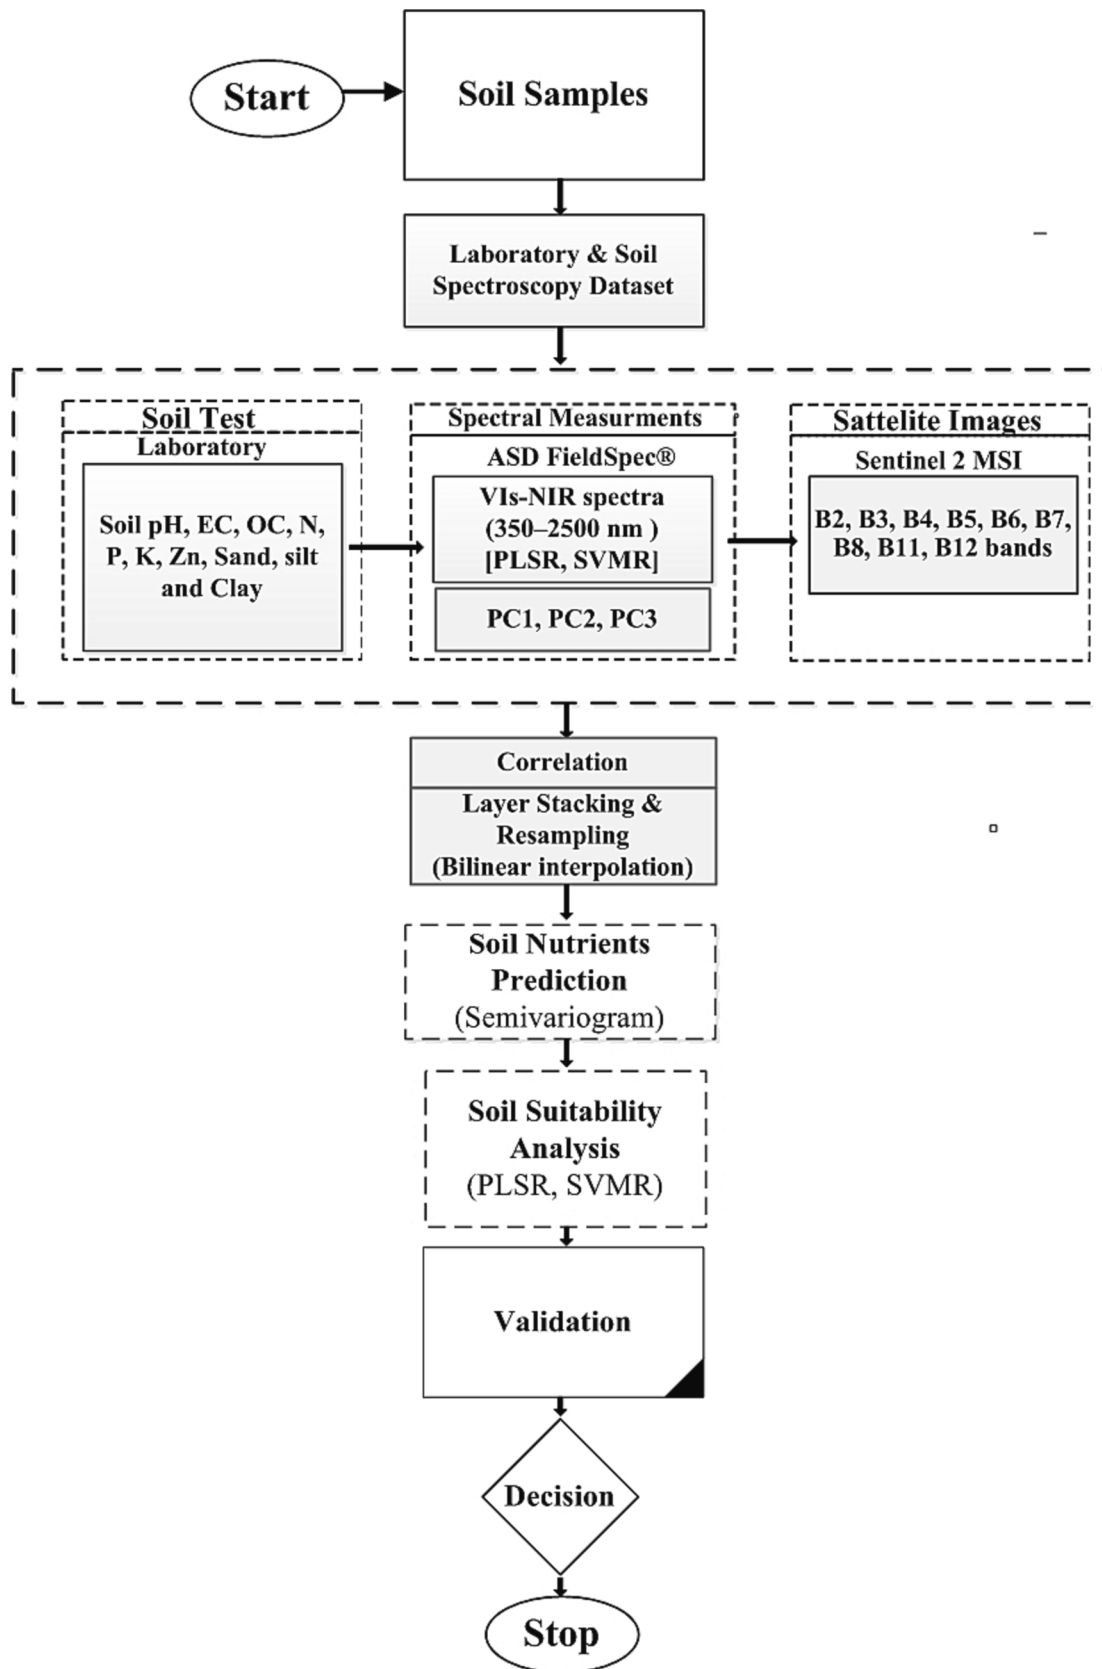 Start
Soil Samples
Laboratory & Soil
Spectroscopy Dataset
Soil Test
Laboratory
Soil pH, EC, OC, N,
P, K, Zn, Sand, silt
and Clay
Spectral Measurments
ASD FieldSpec®
VIs-NIR spectra
(350–2500 nm )
[PLSR, SVMR]
PC1, PC2, PC3
Sattelite Images
Sentinel 2 MSI
B2, B3, B4, B5, B6, B7,
B8, B11, B12 bands
Correlation
Layer Stacking &
Resampling
(Bilinear interpolation)
Soil Nutrients
Prediction
(Semivariogram)
Soil Suitability
Analysis
(PLSR, SVMR)
Validation
Decision
Stop